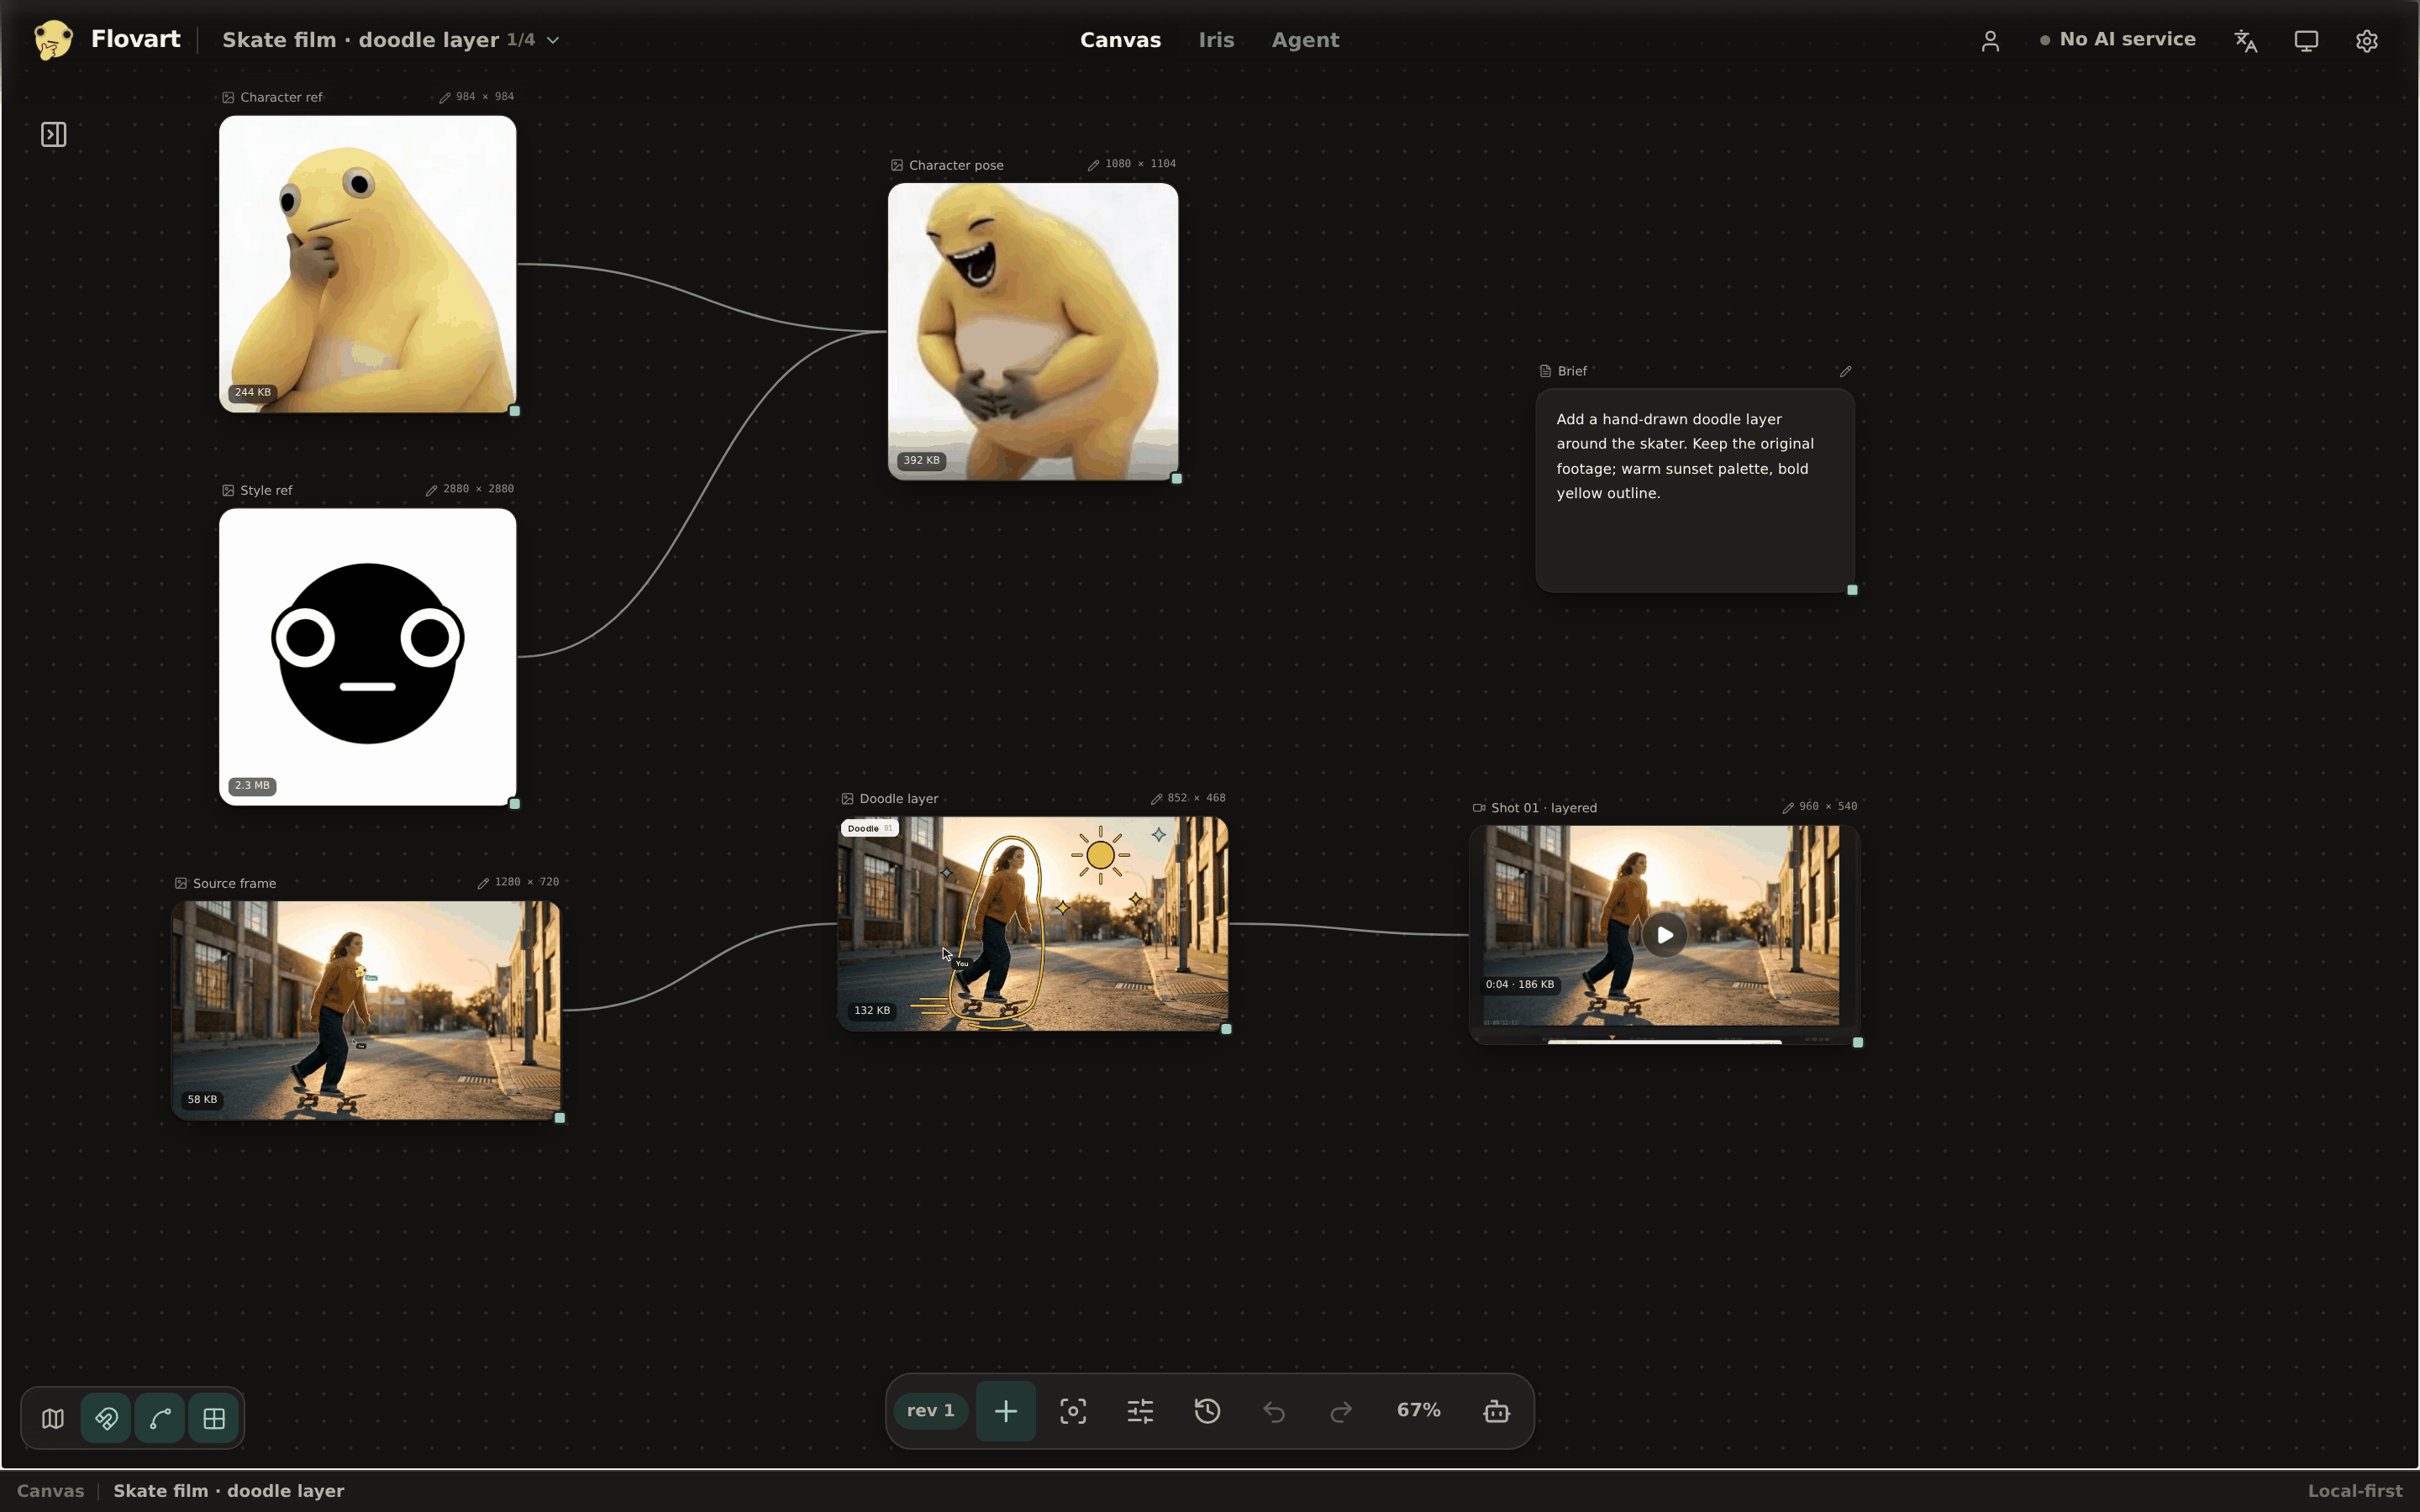 Flovart
Skate film · doodle layer 1/4
Canvas
Iris
Agent
No AI service
Character ref
984 × 984
244 KB
Character pose
1080 × 1104
392 KB
Brief
Add a hand-drawn doodle layer
around the skater. Keep the original
footage; warm sunset palette, bold
yellow outline.
Style ref
2880 × 2880
2.3 MB
Doodle layer
852 × 468
Doodle 01
You
132 KB
Shot 01 · layered
960 × 540
0:04 · 186 KB
Source frame
1280 × 720
58 KB
rev 1
67%
Canvas
Skate film · doodle layer
Local-first